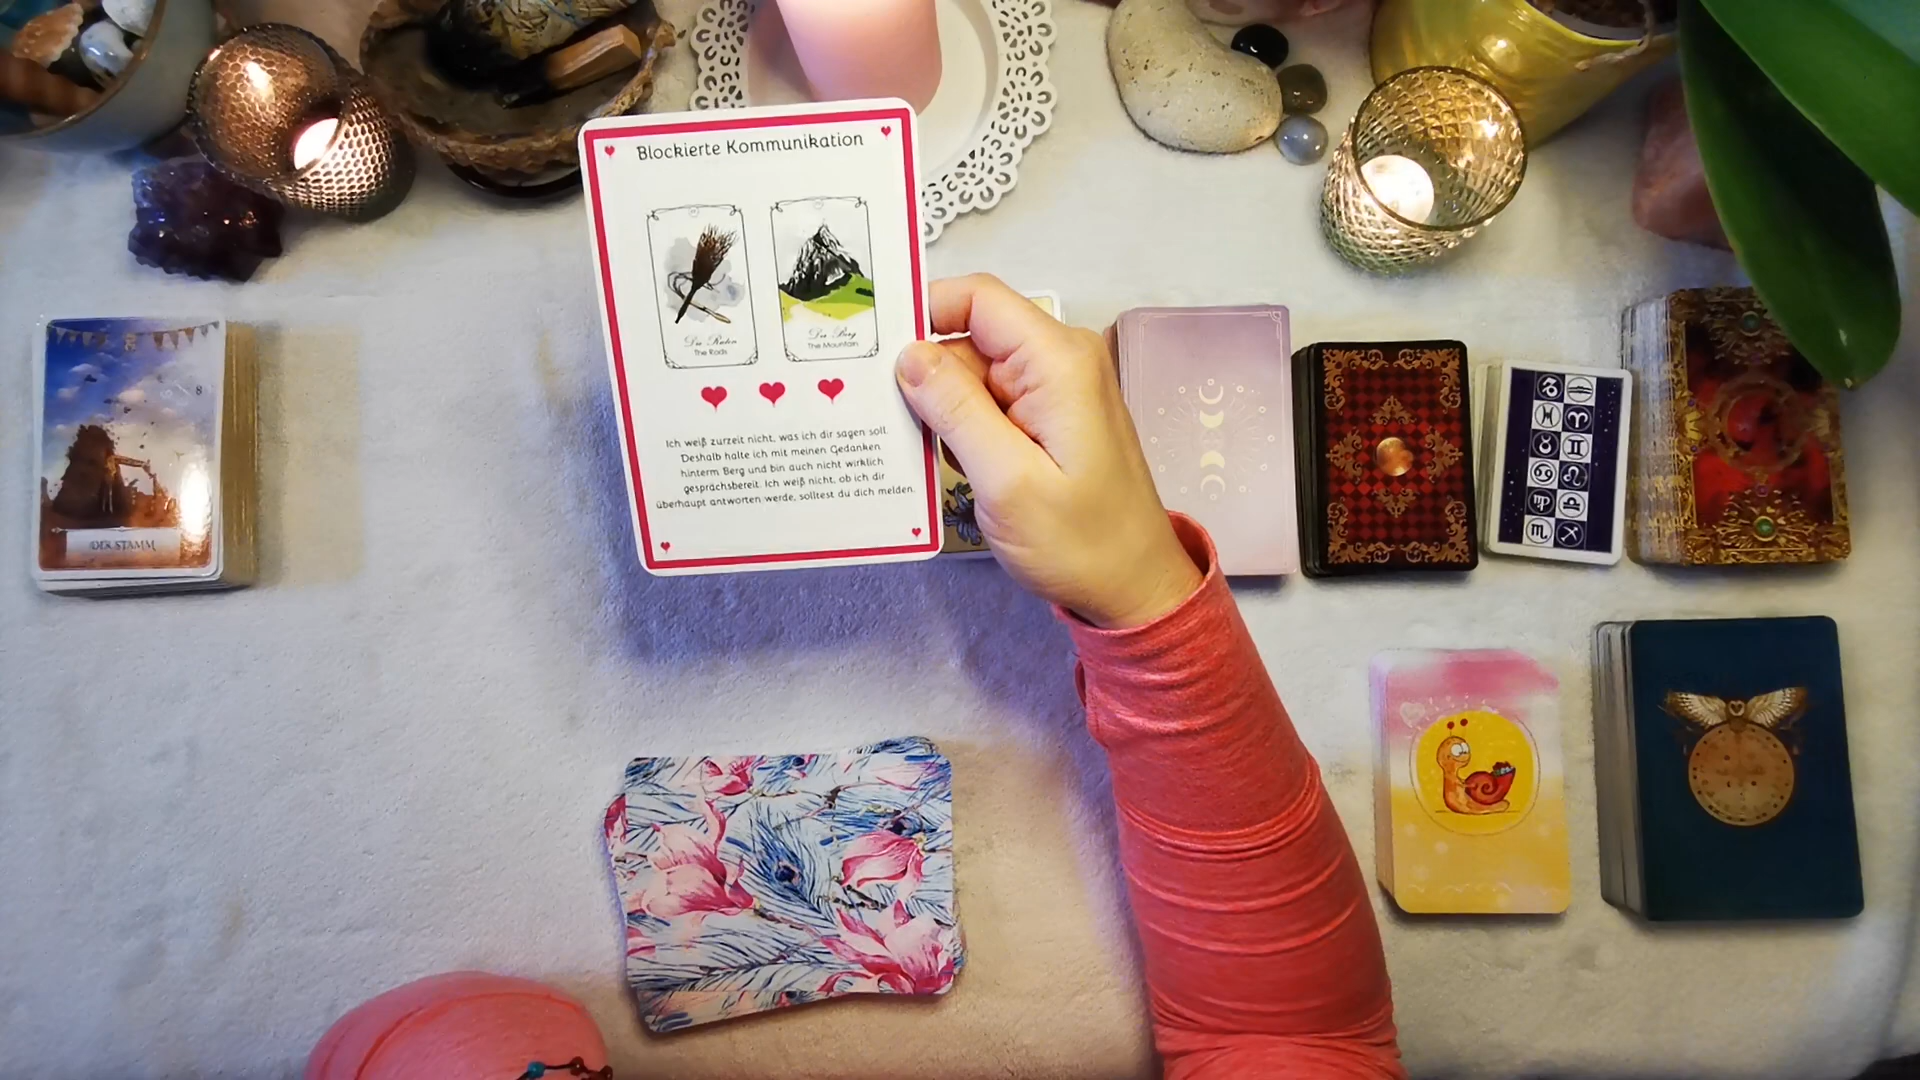 Blockierte Kommunikation
Die Ruten
The Rods
Der Berg
The Mountain
Ich weiß zurzeit nicht, was ich dir sagen soll.
Deshalb halte ich mit meinen Gedanken
hinterm Berg und bin auch nicht wirklich
gesprächsbereit. Ich weiß nicht, ob ich dir
überhaupt antworten werde, solltest du dich melden.
8
DER STAMM